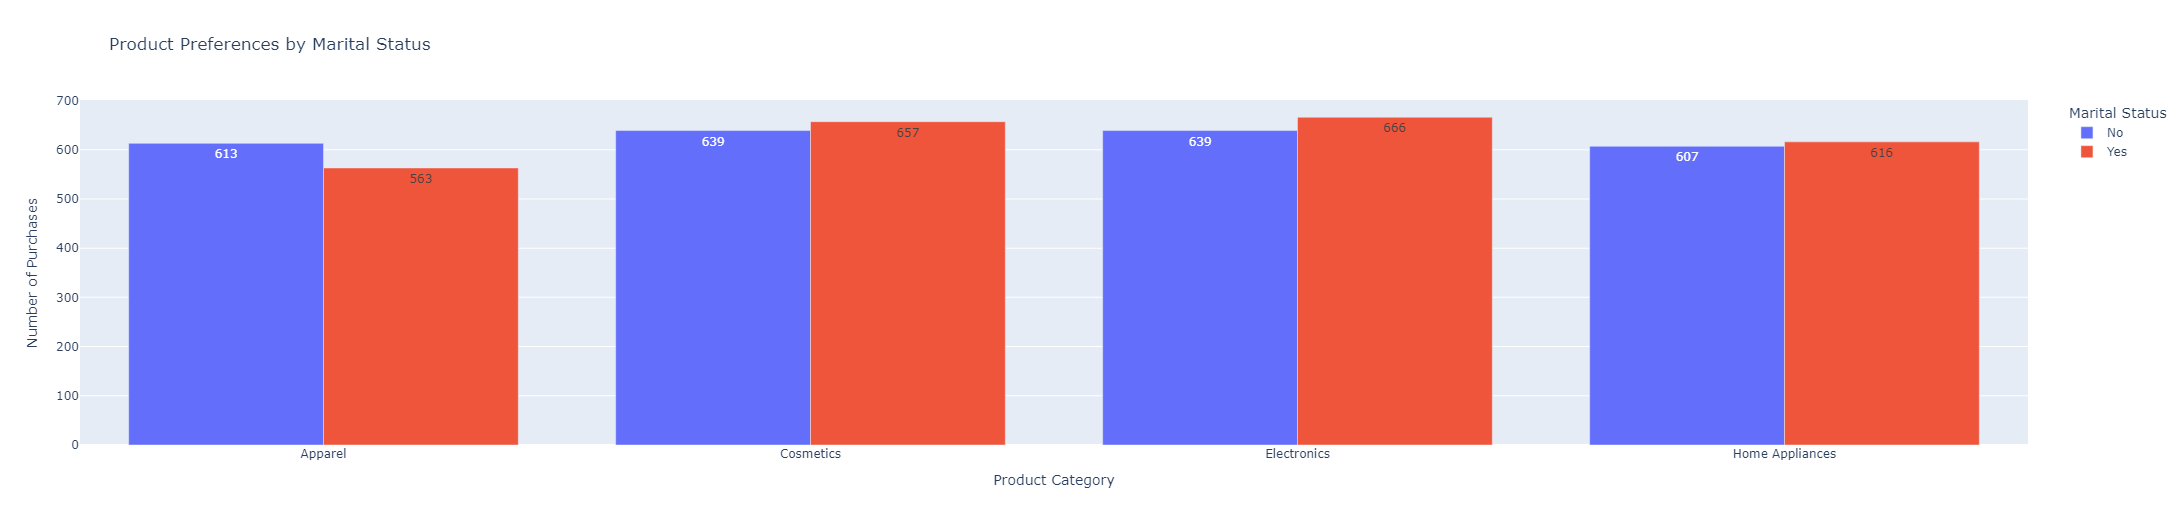 Product Preferences by Marital Status
700
600
500
400
300
200
100
0
Number of Purchases
613
563
639
657
639
666
607
616
Apparel
Cosmetics
Electronics
Home Appliances
Product Category
Marital Status
No
Yes